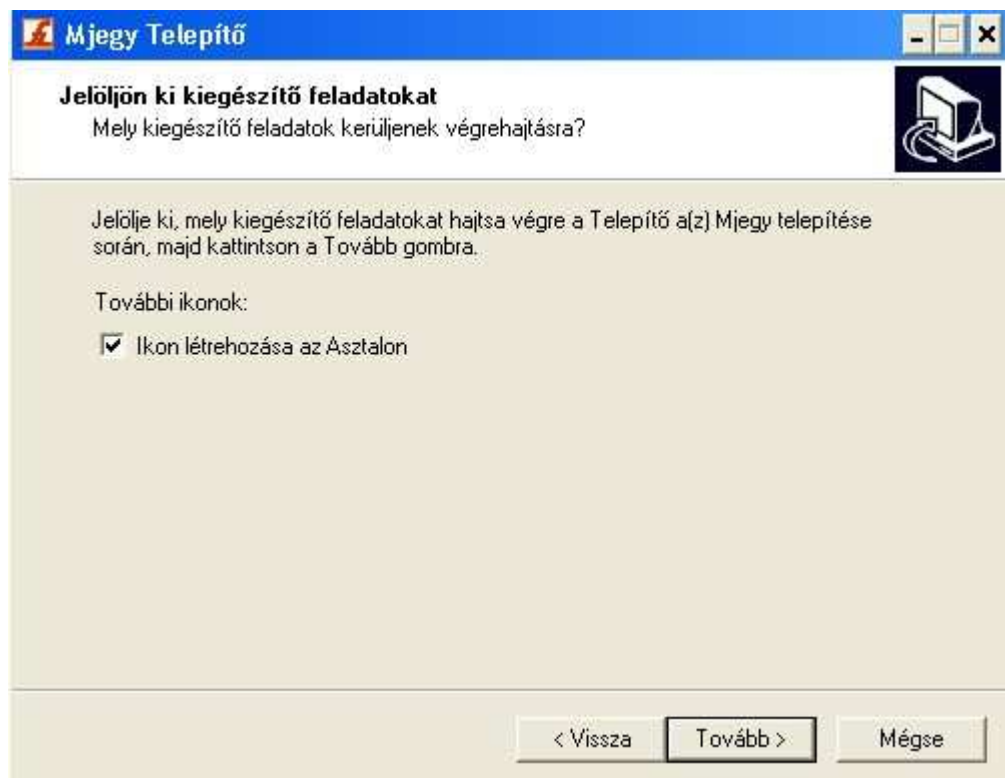 Mjegy Telepítő
Jelöljön ki kiegészítő feladatokat
Mely kiegészítő feladatok kerüljenek végrehajtásra?
Jelölje ki, mely kiegészítő feladatokat hajtsa végre a Telepítő a(z) Mjegy telepítése
során, majd kattintson a Tovább gombra.
További ikonok:
Ikon létrehozása az Asztalon
< Vissza
Tovább >
Mégse